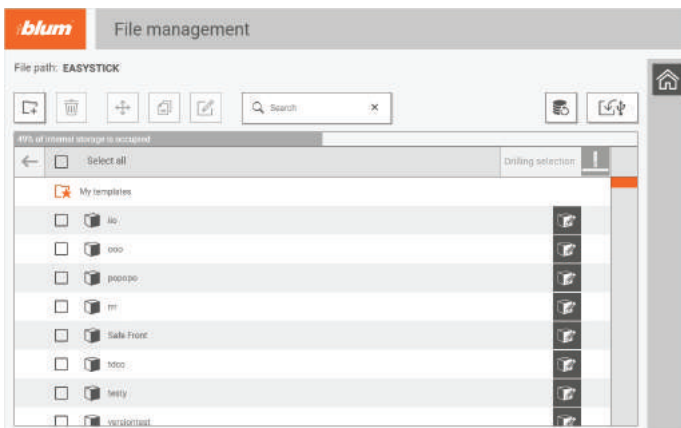 blum
File management
File path: EASYSTICK
Search
49% of internal storage is occupied
Select all
Drilling selection
My templates
iio
ooo
popopo
rrr
Safe Front
testy
versiontest